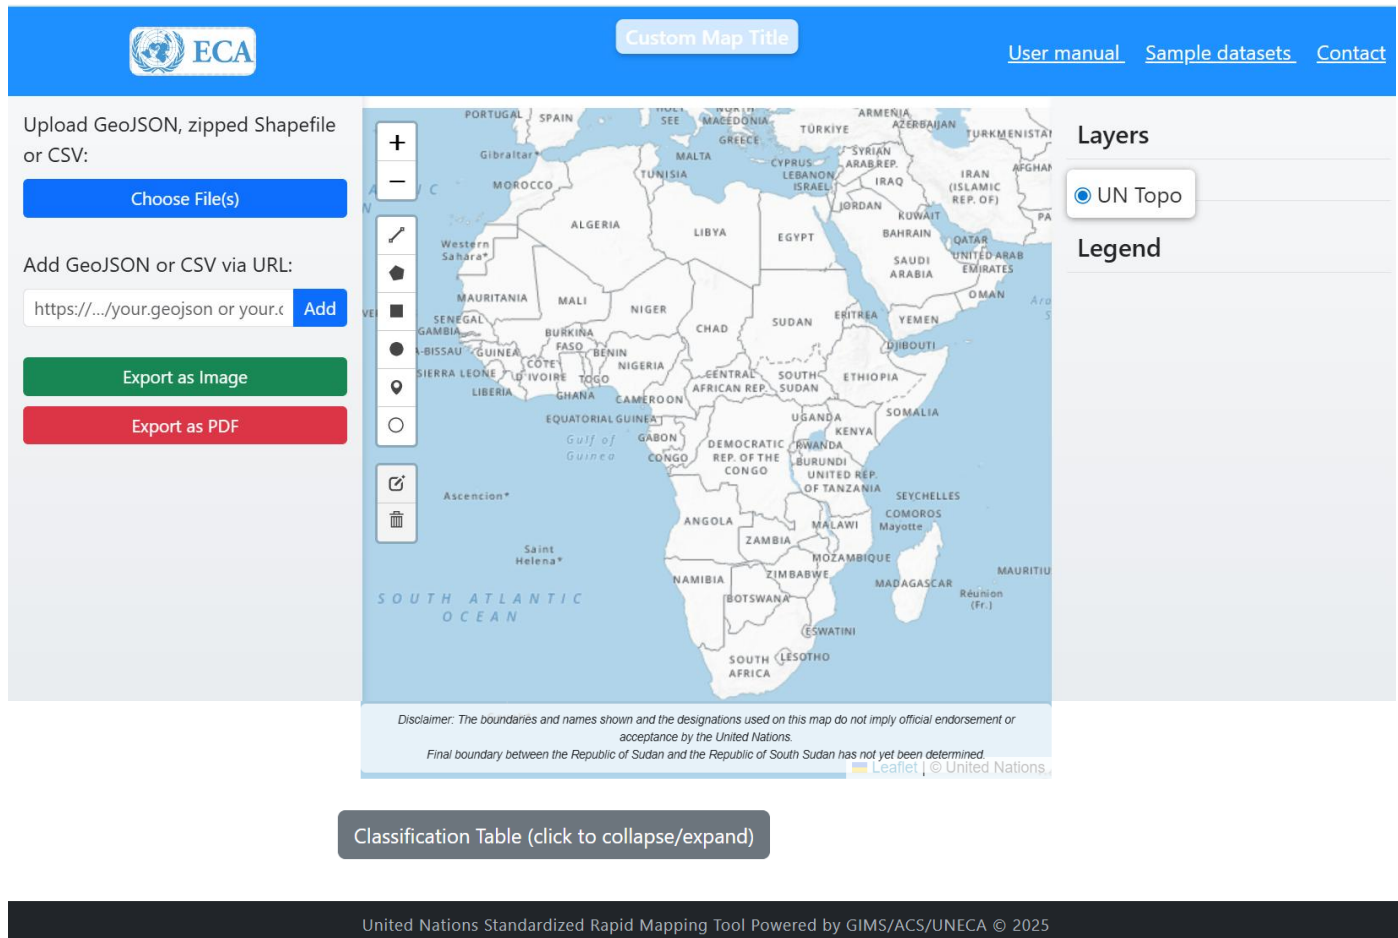 ECA
Custom Map Title
User manual
Sample datasets
Contact
Upload GeoJSON, zipped Shapefile
or CSV:
Choose File(s)
Add GeoJSON or CSV via URL:
https://.../your.geojson or your.c
Add
Export as Image
Export as PDF
+
−
PORTUGAL
SPAIN
SEE
MACEDONIA
GREECE
TÜRKIYE
ARMENIA
AZERBAIJAN
TURKMENISTAN
Gibraltar*
MALTA
CYPRUS
SYRIAN
ARAB REP.
LEBANON
ISRAEL
IRAQ
IRAN
(ISLAMIC
REP. OF)
AFGHAN
MOROCCO
TUNISIA
JORDAN
KUWAIT
PA
ALGERIA
LIBYA
EGYPT
BAHRAIN
QATAR
UNITED ARAB
EMIRATES
Western
Sahara*
SAUDI
ARABIA
OMAN
MAURITANIA
MALI
NIGER
CHAD
SUDAN
ERITREA
YEMEN
SENEGAL
GAMBIA
A-BISSAU
GUINEA
BURKINA
FASO
BENIN
NIGERIA
DJIBOUTI
SIERRA LEONE
CÔTE
D'IVOIRE
TOGO
CENTRAL
AFRICAN REP.
SOUTH
SUDAN
ETHIOPIA
LIBERIA
GHANA
CAMEROON
EQUATORIAL GUINEA
UGANDA
SOMALIA
Gulf of
Guinea
GABON
CONGO
DEMOCRATIC
REP. OF THE
CONGO
RWANDA
KENYA
BURUNDI
UNITED REP.
OF TANZANIA
Ascencion*
SEYCHELLES
COMOROS
Mayotte
ANGOLA
ZAMBIA
MALAWI
Saint
Helena*
MOZAMBIQUE
NAMIBIA
ZIMBABWE
MADAGASCAR
MAURITIU
Réunion
(Fr.)
BOTSWANA
SOUTH ATLANTIC
OCEAN
ESWATINI
SOUTH
AFRICA
LESOTHO
Layers
UN Topo
Legend
Disclaimer: The boundaries and names shown and the designations used on this map do not imply official endorsement or
acceptance by the United Nations.
Final boundary between the Republic of Sudan and the Republic of South Sudan has not yet been determined.
Leaflet | © United Nations
Classification Table (click to collapse/expand)
United Nations Standardized Rapid Mapping Tool Powered by GIMS/ACS/UNECA © 2025